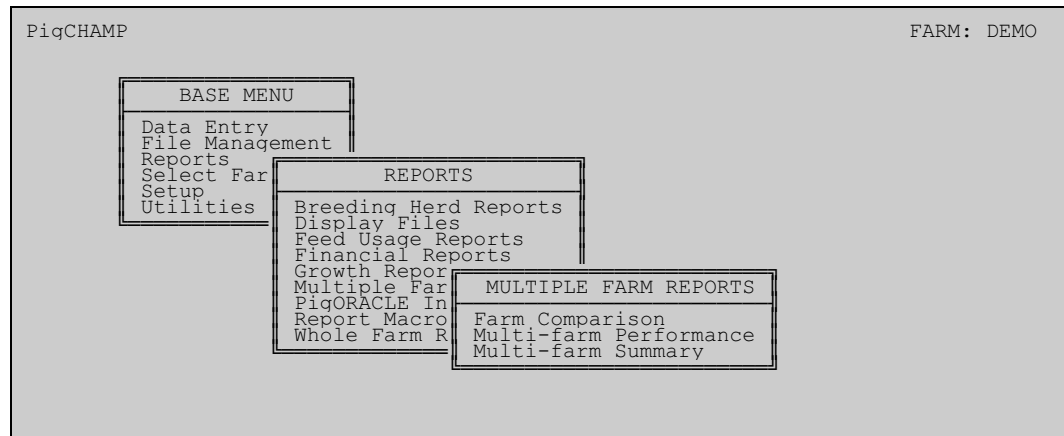 PigCHAMP FARM: DEMO
BASE MENU
Data Entry
File Management
Reports
Select Far
Setup
Utilities
REPORTS
Breeding Herd Reports
Display Files
Feed Usage Reports
Financial Reports
Growth Repor
Multiple Far
PigORACLE In
Report Macro
Whole Farm R
MULTIPLE FARM REPORTS
Farm Comparison
Multi-farm Performance
Multi-farm Summary